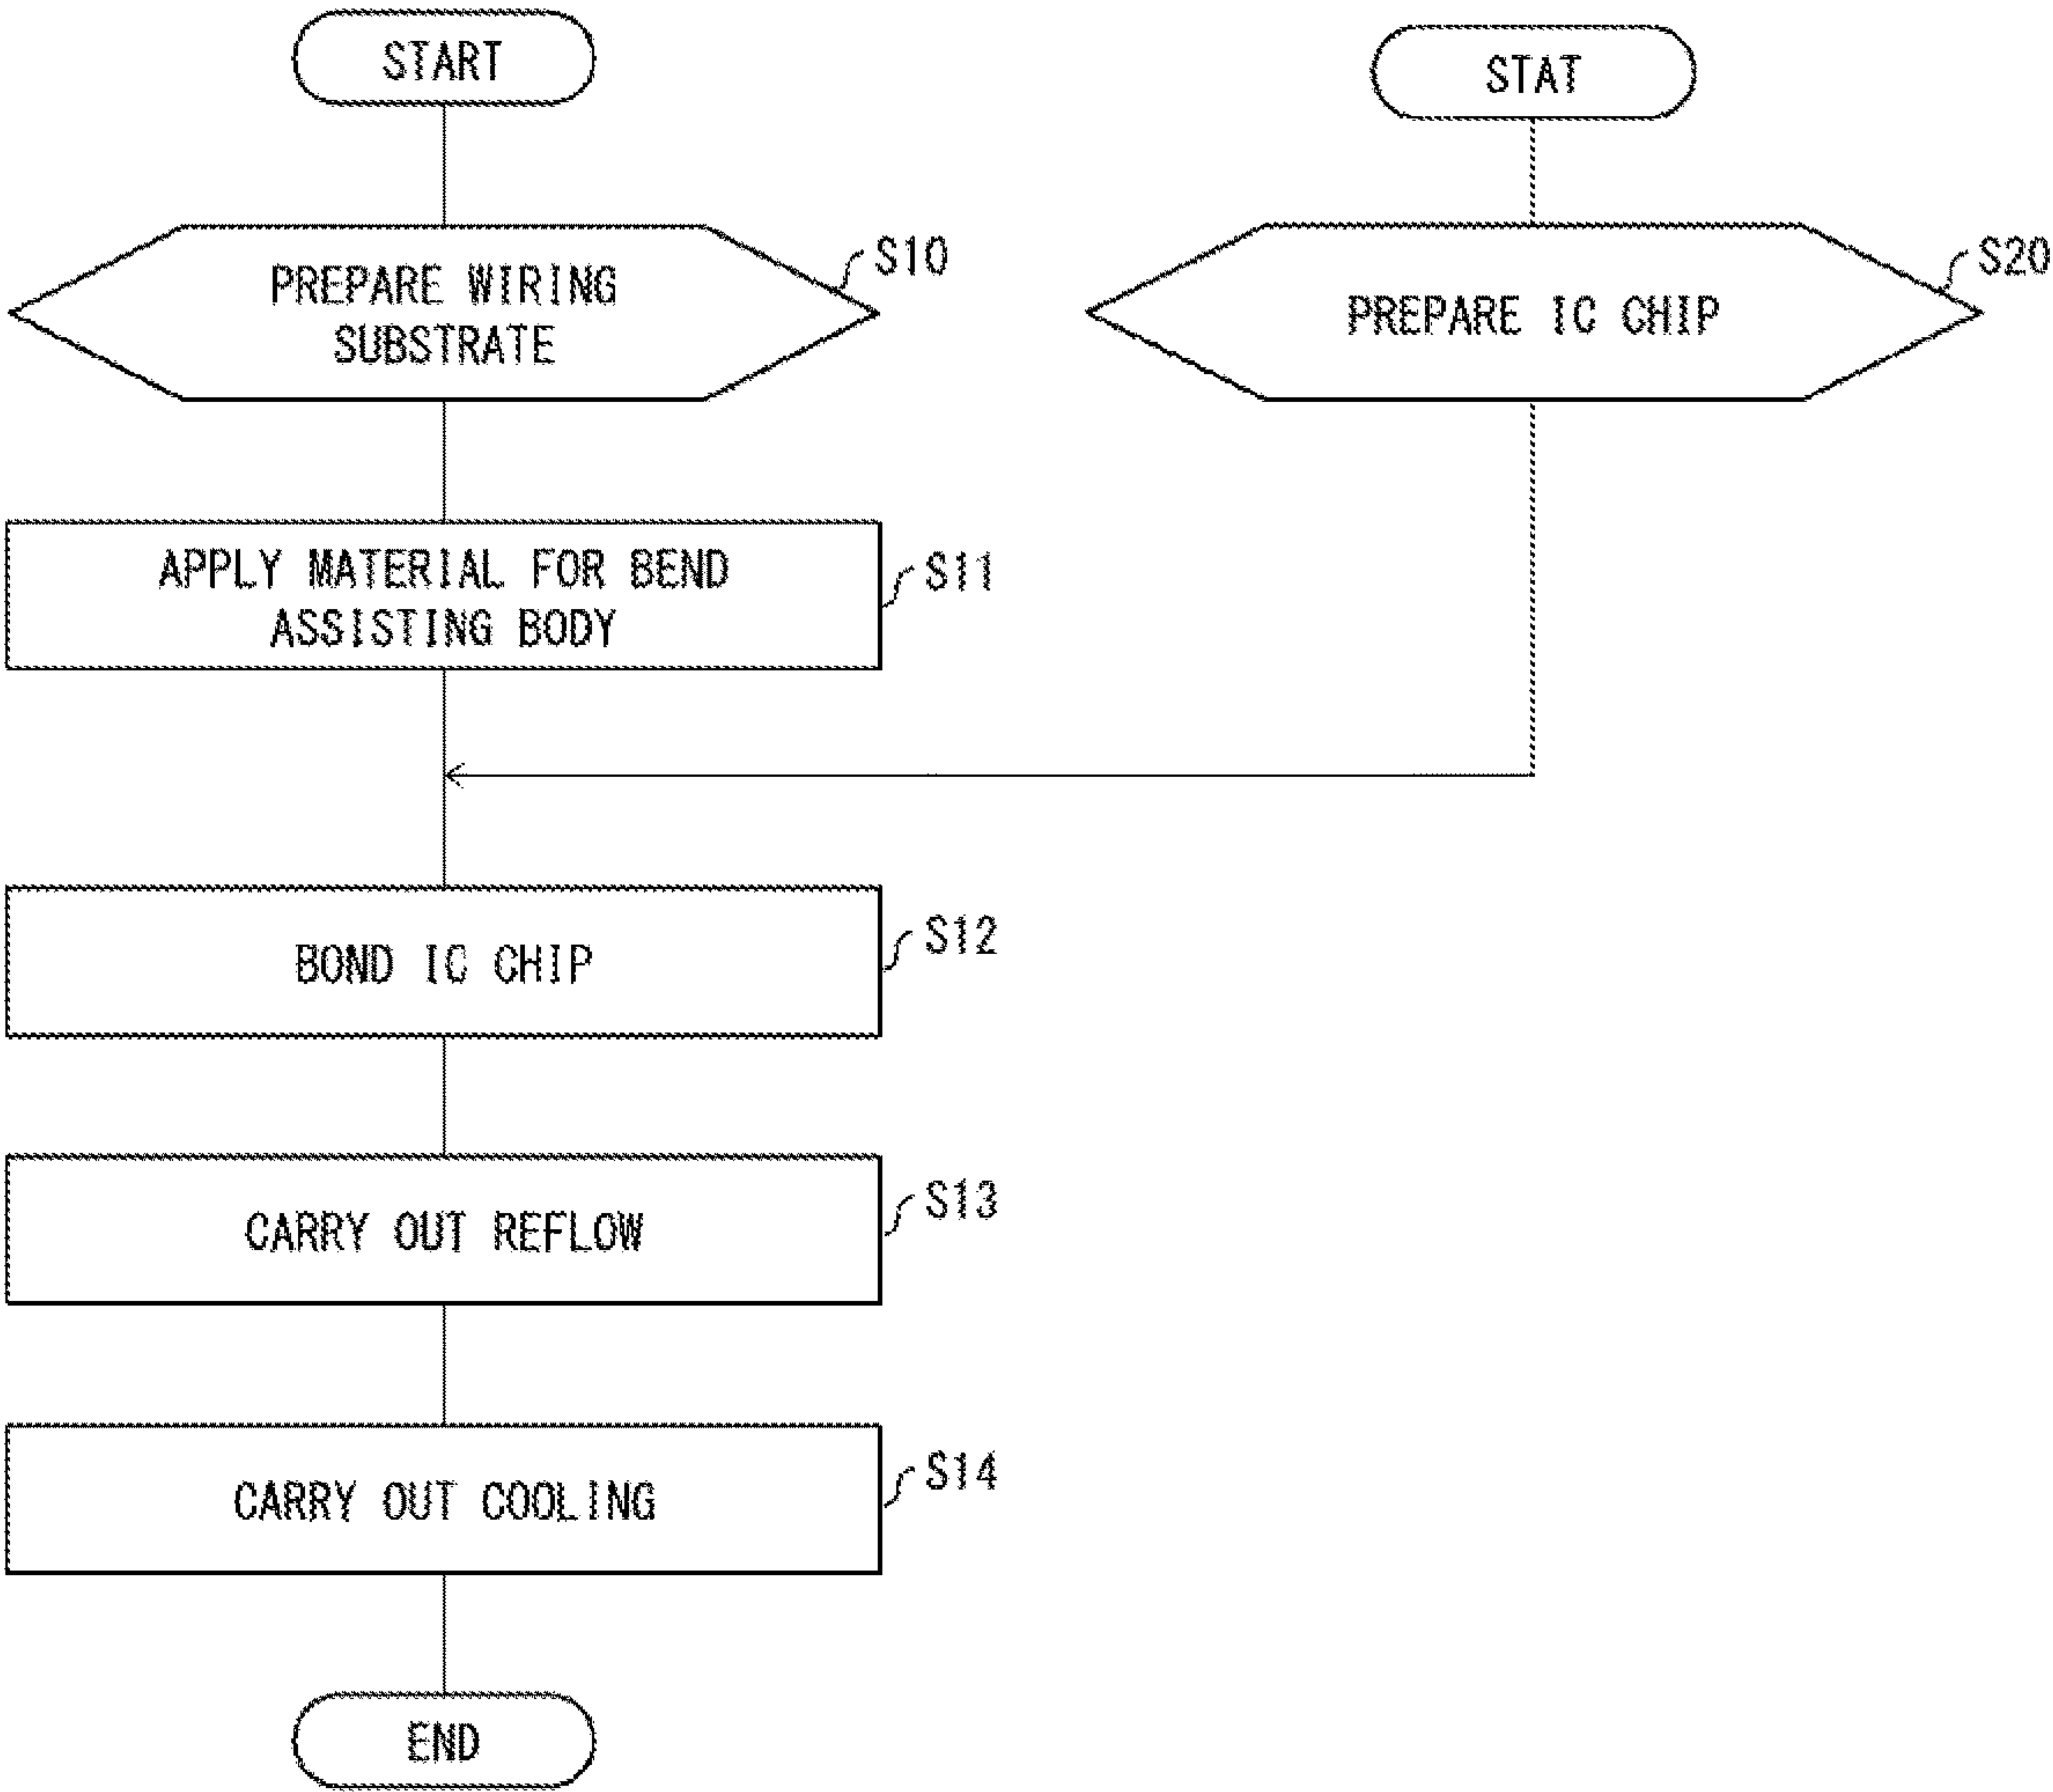 START
STAT
PREPARE WIRING
SUBSTRATE
S10
PREPARE IC CHIP
S20
APPLY MATERIAL FOR BEND
ASSISTING BODY
S11
BOND IC CHIP
S12
CARRY OUT REFLOW
S13
CARRY OUT COOLING
S14
END